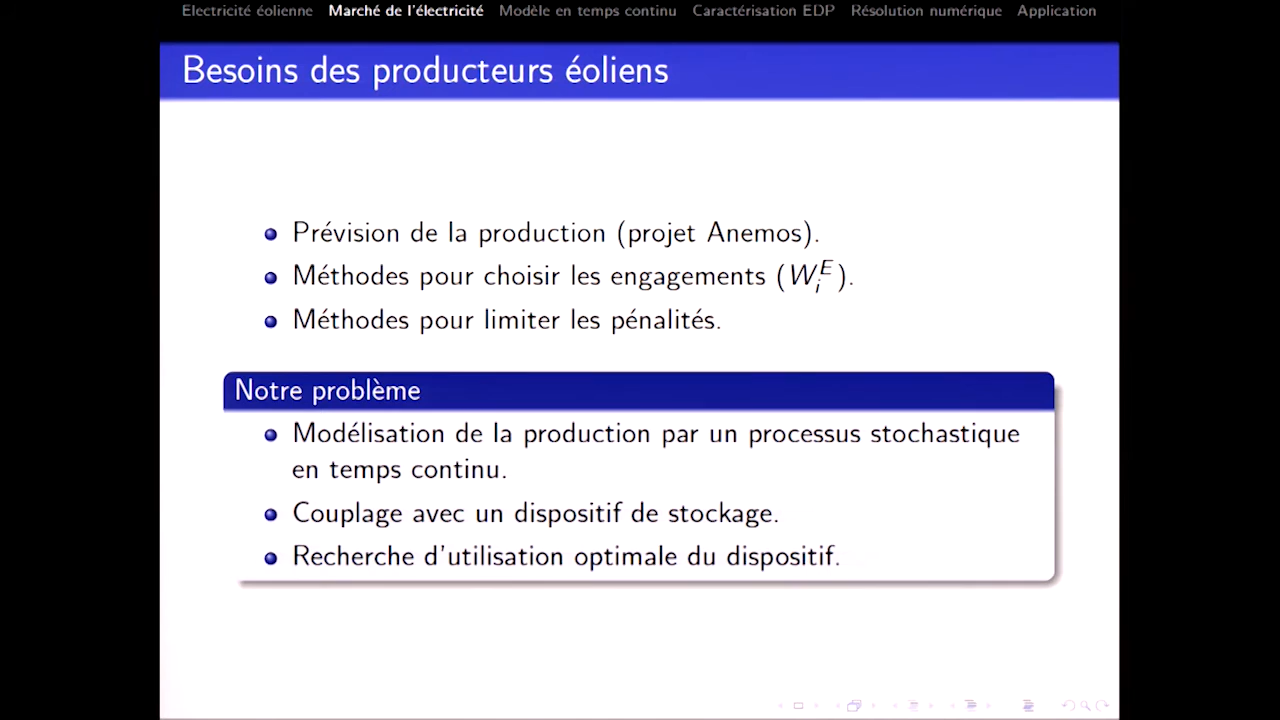 Electricité éolienne Marché de l'électricité Modèle en temps continu Caractérisation EDP Résolution numérique Application
Besoins des producteurs éoliens
Prévision de la production (projet Anemos).
Méthodes pour choisir les engagements (W_i^E).
Méthodes pour limiter les pénalités.
Notre problème
Modélisation de la production par un processus stochastique
en temps continu.
Couplage avec un dispositif de stockage.
Recherche d'utilisation optimale du dispositif.